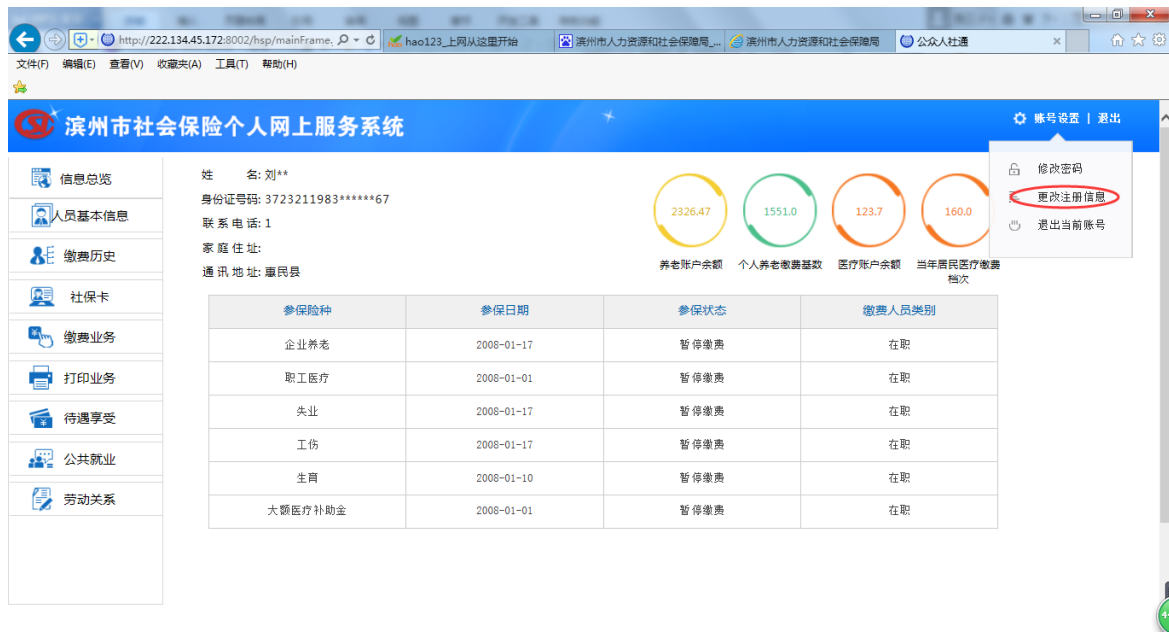 http://222.134.45.172:8002/hsp/mainFrame.
hao123_上网从这里开始
滨州市人力资源和社会保障局_...
滨州市人力资源和社会保障局
公众人社通
文件(F) 编辑(E) 查看(V) 收藏夹(A) 工具(T) 帮助(H)
滨州市社会保险个人网上服务系统
账号设置 | 退出
修改密码
更改注册信息
退出当前账号
信息总览
人员基本信息
缴费历史
社保卡
缴费业务
打印业务
待遇享受
公共就业
劳动关系
姓 名: 刘**
身份证号码: 3723211983******67
联系电话: 1
家庭住址:
通讯地址: 惠民县
2326.47 1551.0 123.7 160.0
养老账户余额 个人养老缴费基数 医疗账户余额 当年居民医疗缴费
档次
参保险种 参保日期 参保状态 缴费人员类别
企业养老 2008-01-17 暂停缴费 在职
职工医疗 2008-01-01 暂停缴费 在职
失业 2008-01-17 暂停缴费 在职
工伤 2008-01-17 暂停缴费 在职
生育 2008-01-10 暂停缴费 在职
大额医疗补助金 2008-01-01 暂停缴费 在职